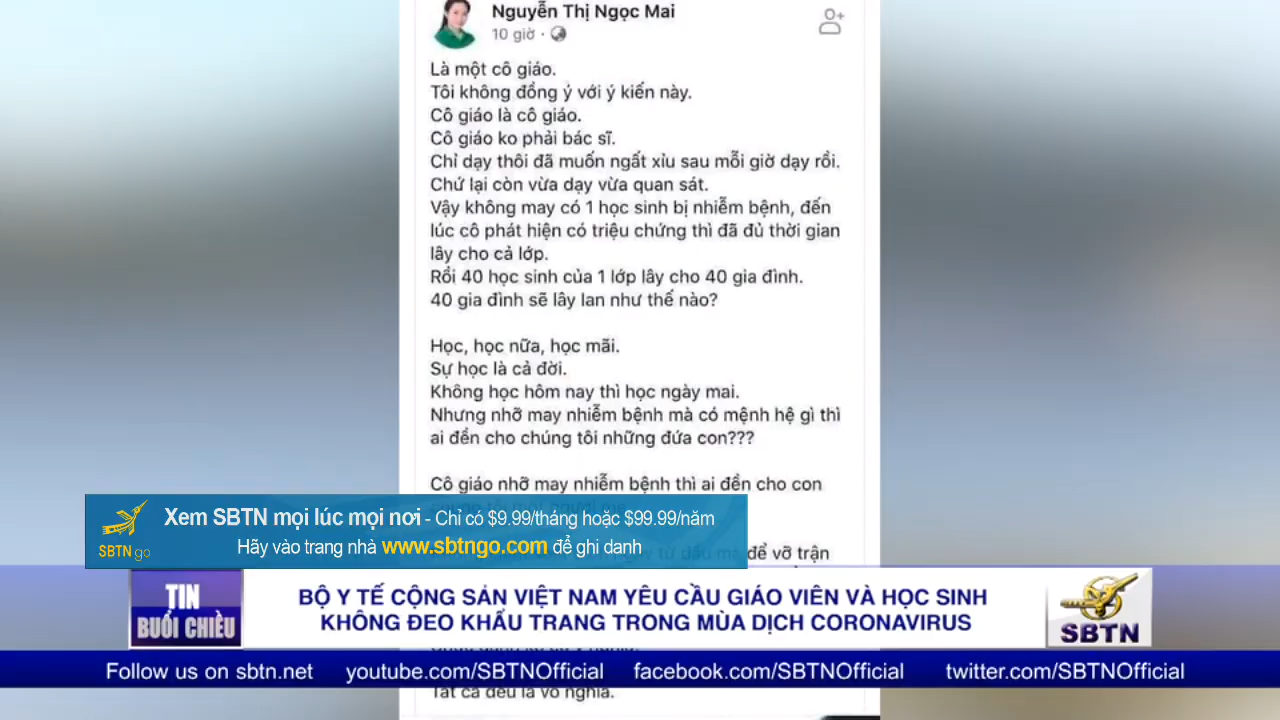 Nguyễn Thị Ngọc Mai
10 giờ ·
Là một cô giáo.
Tôi không đồng ý với ý kiến này.
Cô giáo là cô giáo.
Cô giáo ko phải bác sĩ.
Chỉ dạy thôi đã muốn ngất xỉu sau mỗi giờ dạy rồi.
Chứ lại còn vừa dạy vừa quan sát.
Vậy không may có 1 học sinh bị nhiễm bệnh, đến
lúc cô phát hiện có triệu chứng thì đã đủ thời gian
lây cho cả lớp.
Rồi 40 học sinh của 1 lớp lây cho 40 gia đình.
40 gia đình sẽ lây lan như thế nào?
Học, học nữa, học mãi.
Sự học là cả đời.
Không học hôm nay thì học ngày mai.
Nhưng nhỡ may nhiễm bệnh mà có mệnh hệ gì thì
ai đền cho chúng tôi những đứa con???
Cô giáo nhỡ may nhiễm bệnh thì ai đền cho con
Xem SBTN mọi lúc mọi nơi - Chỉ có $9.99/tháng hoặc $99.99/năm
SBTN go
Hãy vào trang nhà www.sbtngo.com để ghi danh
từ đầu mà để vỡ trận
TIN
BUỔI CHIỀU
BỘ Y TẾ CỘNG SẢN VIỆT NAM YÊU CẦU GIÁO VIÊN VÀ HỌC SINH
KHÔNG ĐEO KHẨU TRANG TRONG MÙA DỊCH CORONAVIRUS
SBTN
Follow us on sbtn.net youtube.com/SBTNOfficial facebook.com/SBTNOfficial twitter.com/SBTNOfficial
Tất cả đều là vô nghĩa.